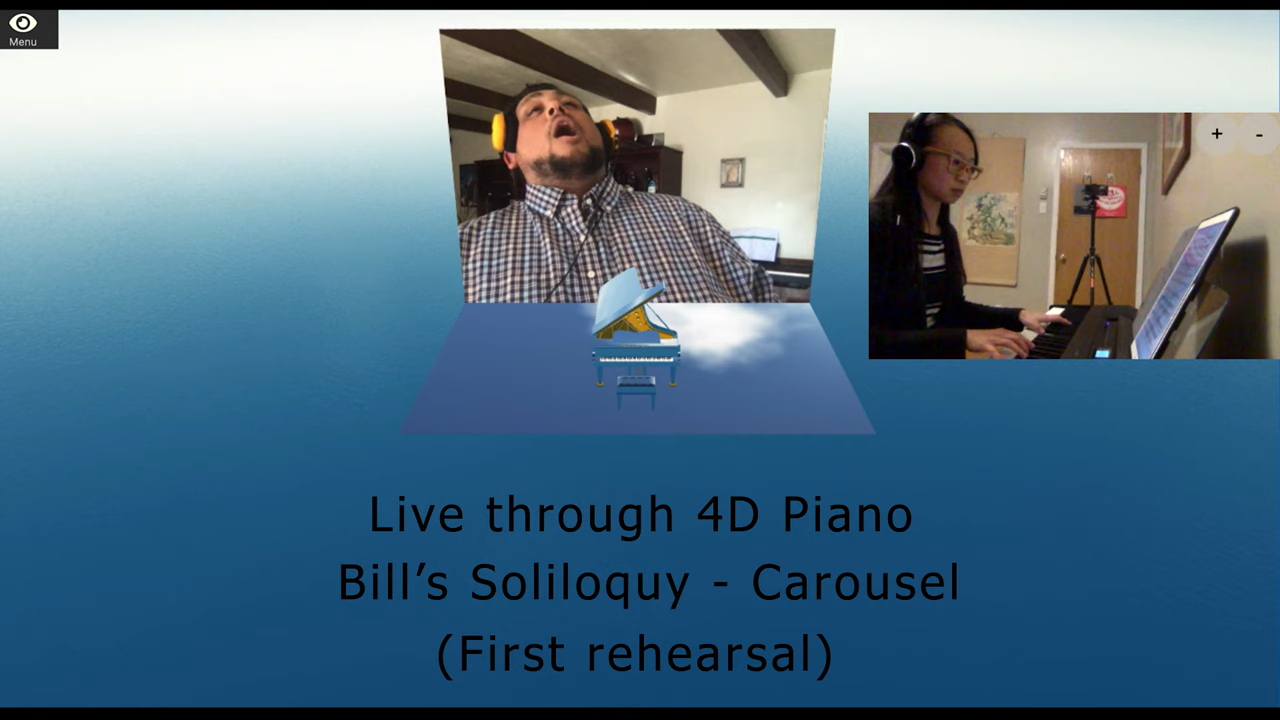 Menu
+ -
Live through 4D Piano
Bill’s Soliloquy - Carousel
(First rehearsal)